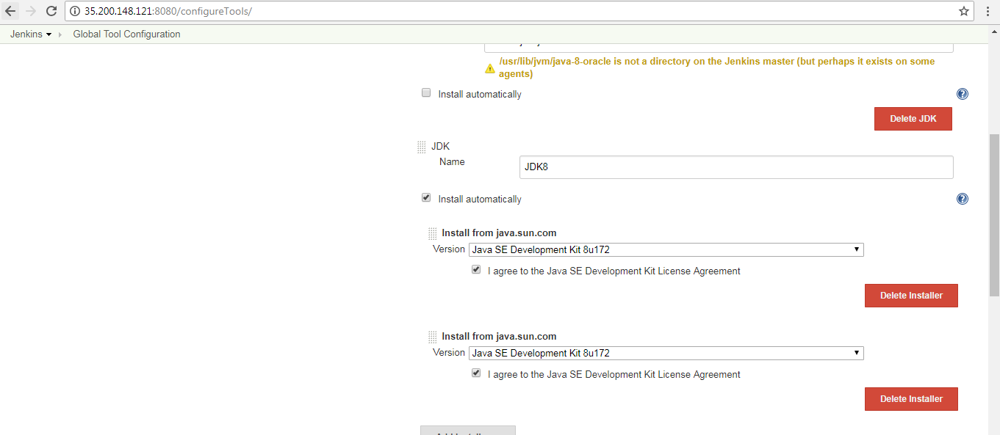 35.200.148.121:8080/configureTools/
Jenkins Global Tool Configuration
/usr/lib/jvm/java-8-oracle is not a directory on the Jenkins master (but perhaps it exists on some
agents)
Install automatically
Delete JDK
JDK
Name JDK8
Install automatically
Install from java.sun.com
Version Java SE Development Kit 8u172
I agree to the Java SE Development Kit License Agreement
Delete Installer
Install from java.sun.com
Version Java SE Development Kit 8u172
I agree to the Java SE Development Kit License Agreement
Delete Installer